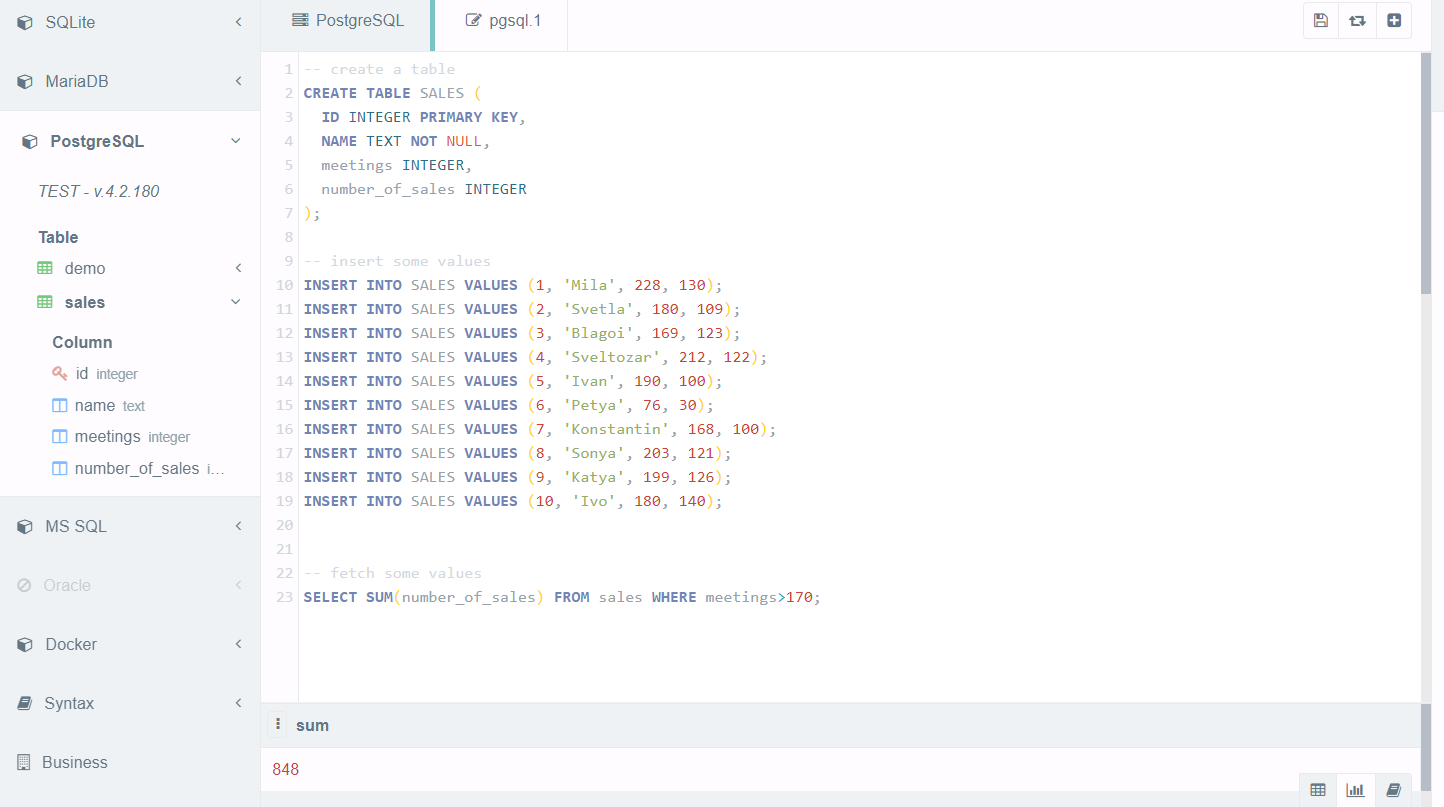 SQLite
MariaDB
PostgreSQL
TEST - v.4.2.180
Table
demo
sales
Column
id integer
name text
meetings integer
number_of_sales i...
MS SQL
Oracle
Docker
Syntax
Business
PostgreSQL
pgsql.1
1 -- create a table
2 CREATE TABLE SALES (
3 ID INTEGER PRIMARY KEY,
4 NAME TEXT NOT NULL,
5 meetings INTEGER,
6 number_of_sales INTEGER
7 );
8
9 -- insert some values
10 INSERT INTO SALES VALUES (1, 'Mila', 228, 130);
11 INSERT INTO SALES VALUES (2, 'Svetla', 180, 109);
12 INSERT INTO SALES VALUES (3, 'Blagoi', 169, 123);
13 INSERT INTO SALES VALUES (4, 'Sveltozar', 212, 122);
14 INSERT INTO SALES VALUES (5, 'Ivan', 190, 100);
15 INSERT INTO SALES VALUES (6, 'Petya', 76, 30);
16 INSERT INTO SALES VALUES (7, 'Konstantin', 168, 100);
17 INSERT INTO SALES VALUES (8, 'Sonya', 203, 121);
18 INSERT INTO SALES VALUES (9, 'Katya', 199, 126);
19 INSERT INTO SALES VALUES (10, 'Ivo', 180, 140);
20
21
22 -- fetch some values
23 SELECT SUM(number_of_sales) FROM sales WHERE meetings>170;
sum
848